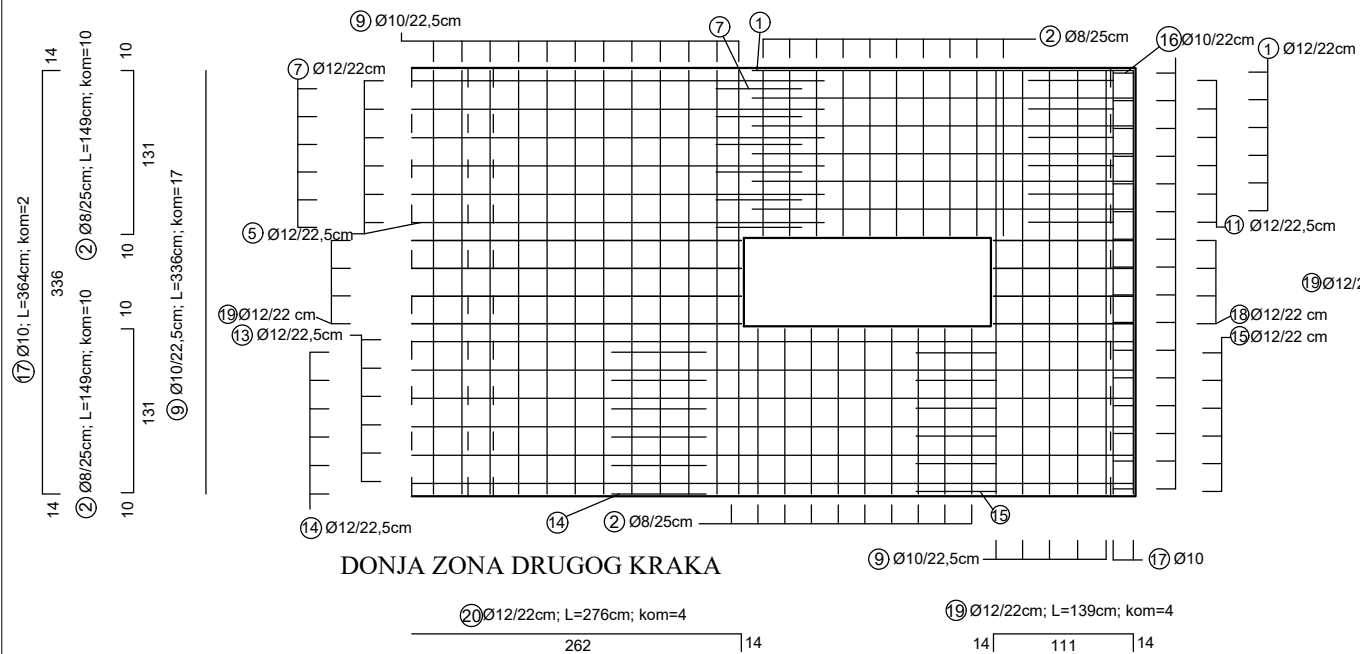 9 Ø10/22,5cm
7
1
2 Ø8/25cm
16 Ø10/22cm
1 Ø12/22cm
7 Ø12/22cm
5 Ø12/22,5cm
11 Ø12/22,5cm
19 Ø12/22 cm
13 Ø12/22,5cm
18 Ø12/22 cm
15 Ø12/22 cm
14 Ø12/22,5cm
14
2 Ø8/25cm
15
9 Ø10/22,5cm
17 Ø10
17 Ø10; L=364cm; kom=2
14
336
14
2 Ø8/25cm; L=149cm; kom=10
10
131
10
2 Ø8/25cm; L=149cm; kom=10
10
131
10
9 Ø10/22,5cm; L=336cm; kom=17
DONJA ZONA DRUGOG KRAKA
20 Ø12/22cm; L=276cm; kom=4
262
14
19 Ø12/22cm; L=139cm; kom=4
14
111
14